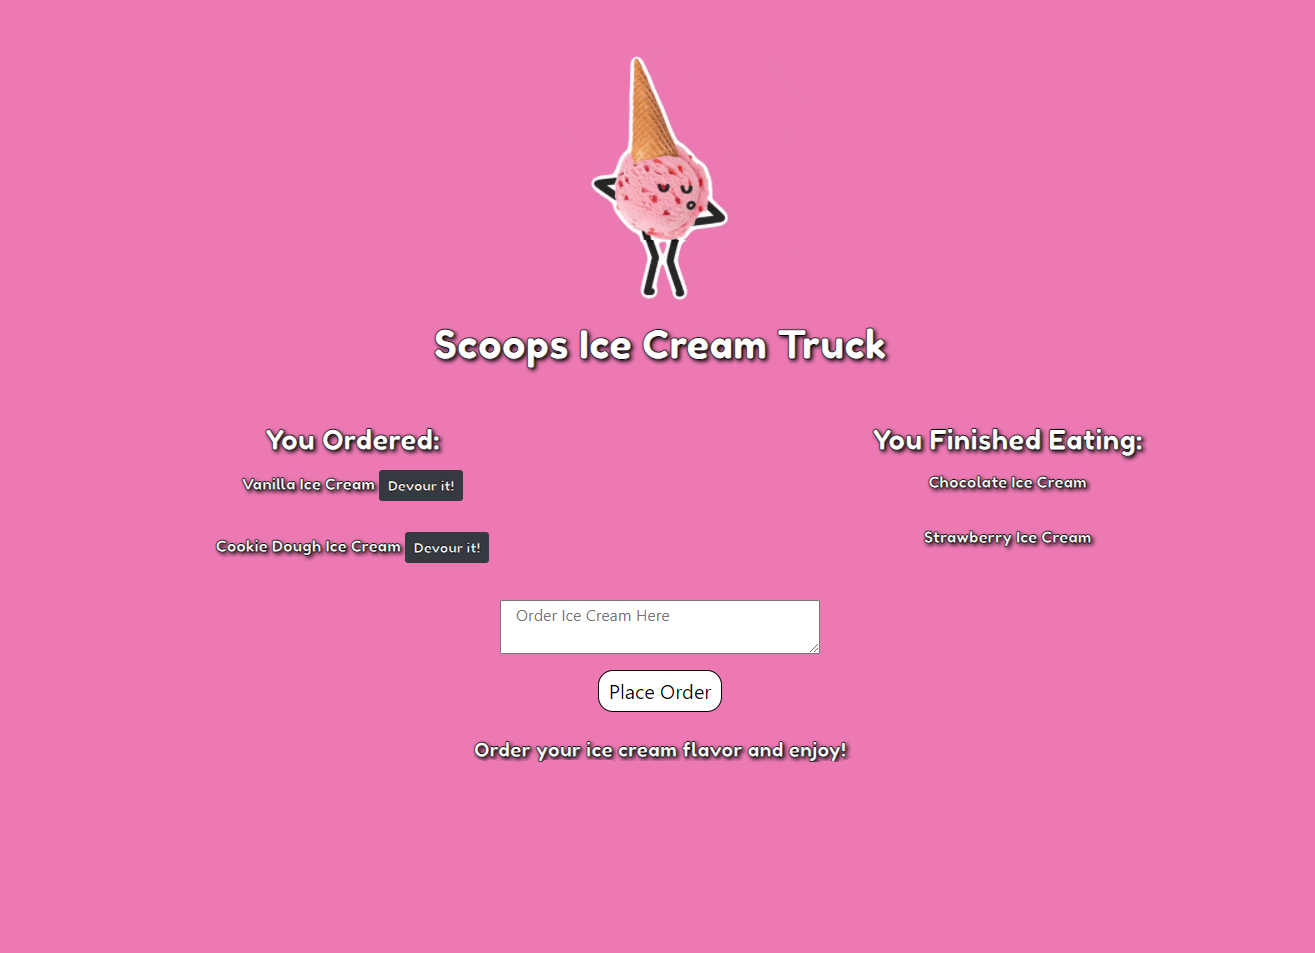 Scoops Ice Cream Truck
You Ordered:
Vanilla Ice Cream Devour it!
Cookie Dough Ice Cream Devour it!
You Finished Eating:
Chocolate Ice Cream
Strawberry Ice Cream
Order Ice Cream Here
Place Order
Order your ice cream flavor and enjoy!